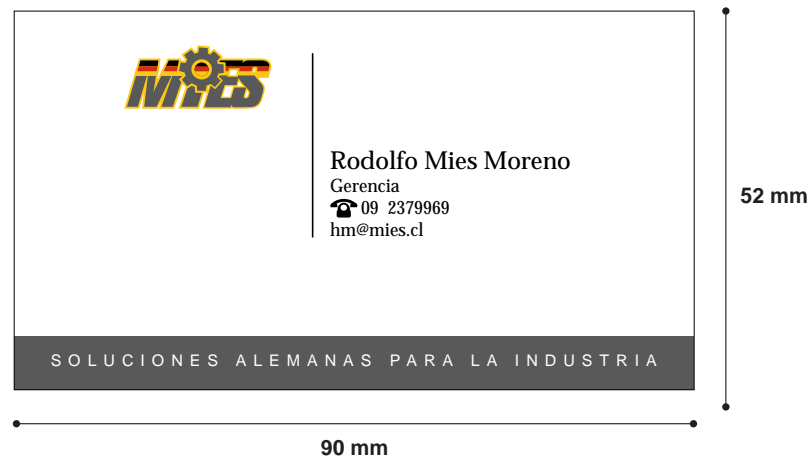 MIES
Rodolfo Mies Moreno
Gerencia
☎ 09 2379969
hm@mies.cl
SOLUCIONES ALEMANAS PARA LA INDUSTRIA
52 mm
90 mm